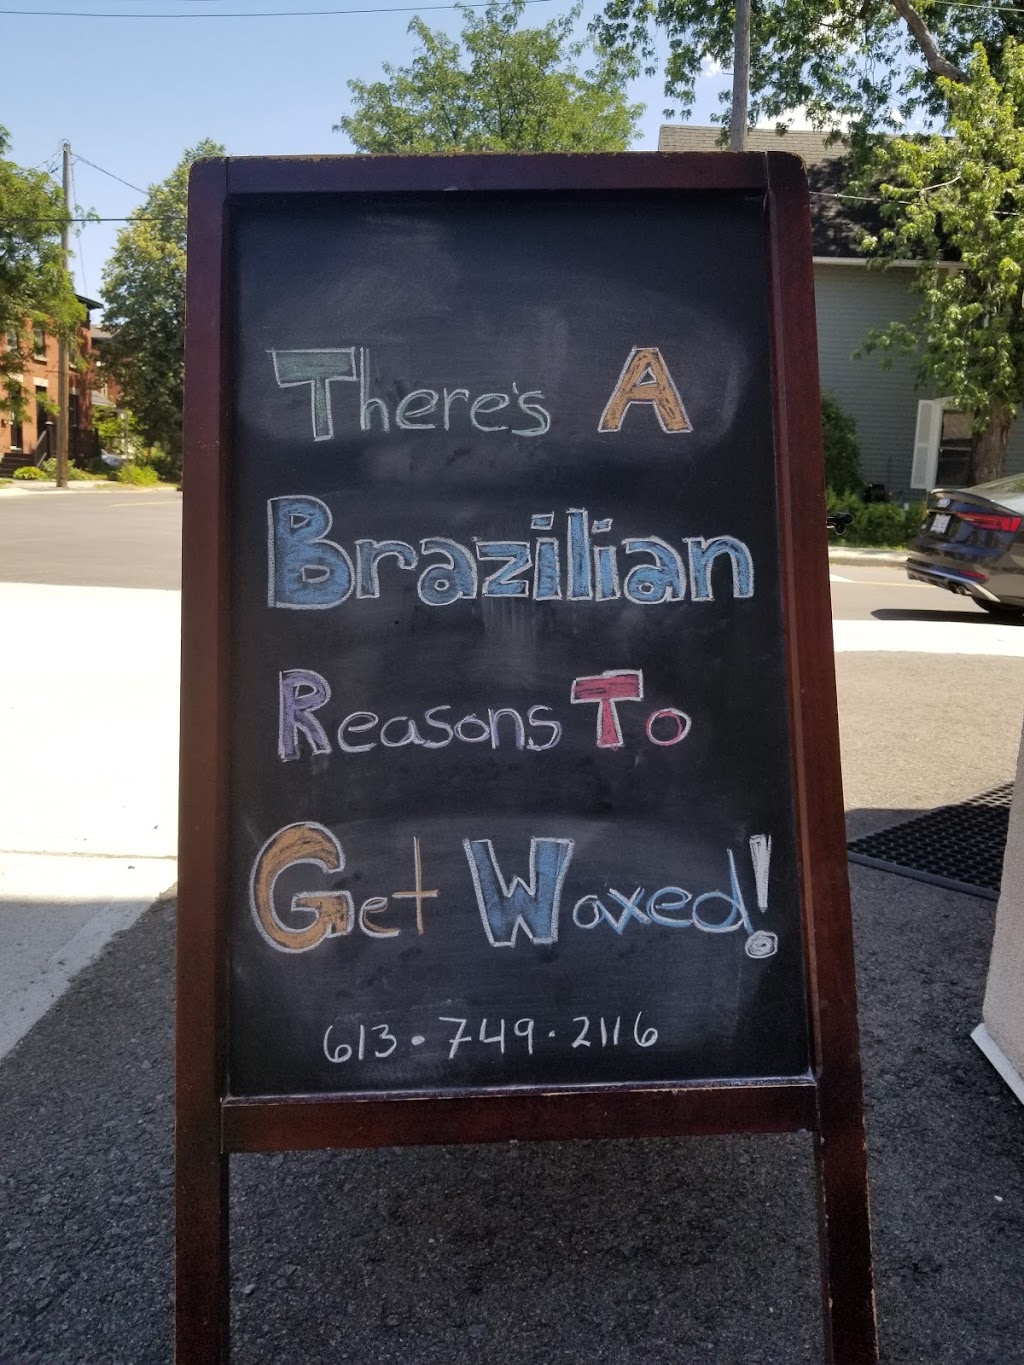 There's A
Brazilian
Reasons To
Get Waxed!
613.749.2116